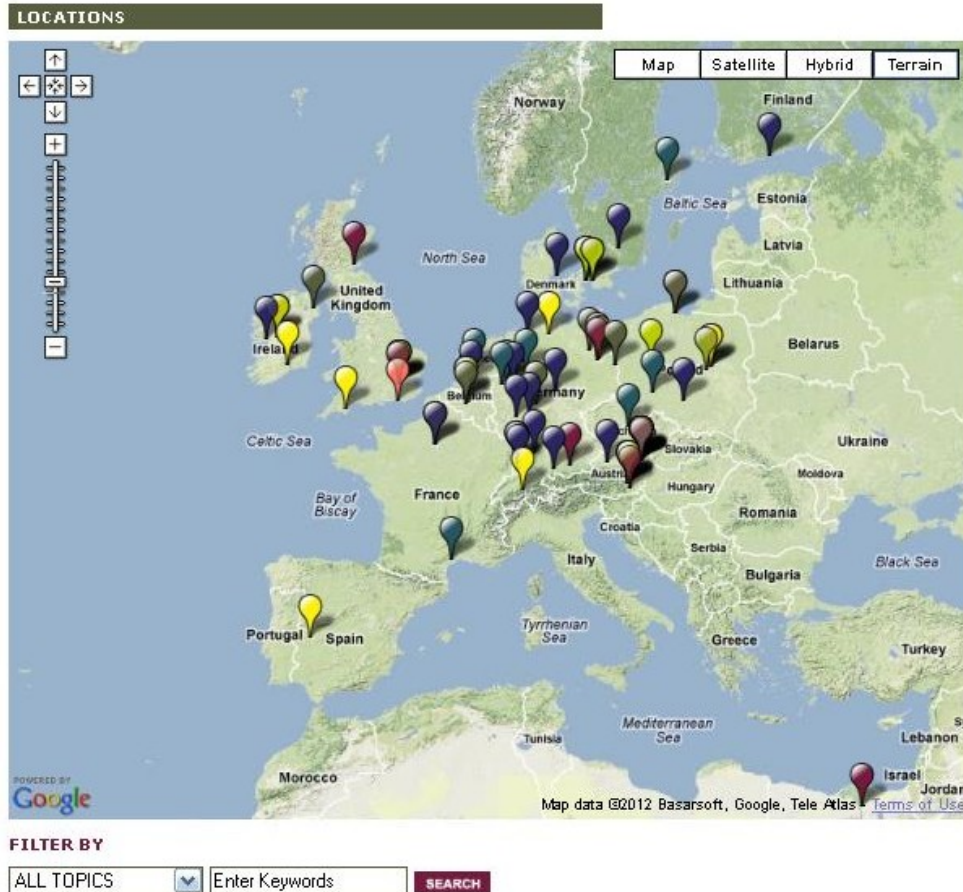 LOCATIONS
Map Satellite Hybrid Terrain
Norway
Finland
Estonia
Baltic Sea
Latvia
North Sea
Denmark
Lithuania
United
Kingdom
Belarus
Ireland
Belgium
Germany
Celtic Sea
Ukraine
Slovakia
Austria
Moldova
Hungary
France
Bay of
Biscay
Romania
Croatia
Serbia
Italy
Black Sea
Bulgaria
Portugal Spain
Tyrrhenian
Sea
Greece
Turkey
Mediterranean
Sea
Tunisia
Lebanon
Morocco
Israel
Jordan
POWERED BY
Google
Map data ©2012 Basarsoft, Google, Tele Atlas - Terms of Use
FILTER BY
ALL TOPICS Enter Keywords SEARCH